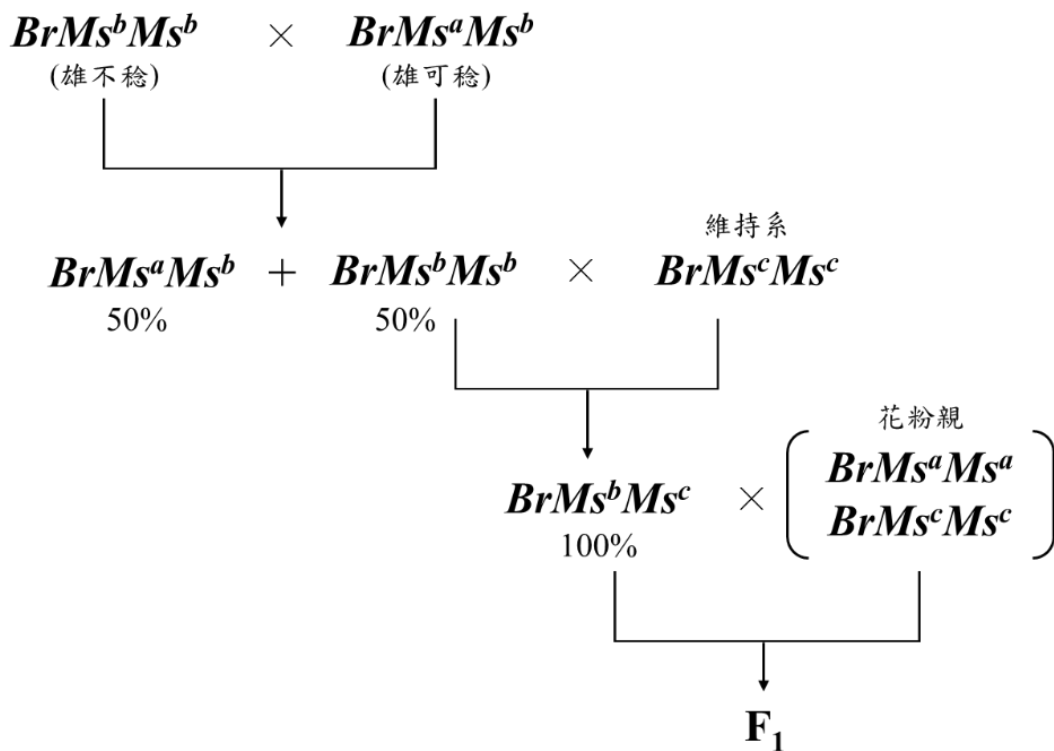 BrMsᵇMsᵇ × BrMsᵃMsᵇ
(雄不稔) (雄可稔)
維持系
BrMsᵃMsᵇ + BrMsᵇMsᵇ × BrMsᶜMsᶜ
50% 50%
花粉親
BrMsᵃMsᵃ
BrMsᵇMsᶜ ×
BrMsᶜMsᶜ
100%
F₁